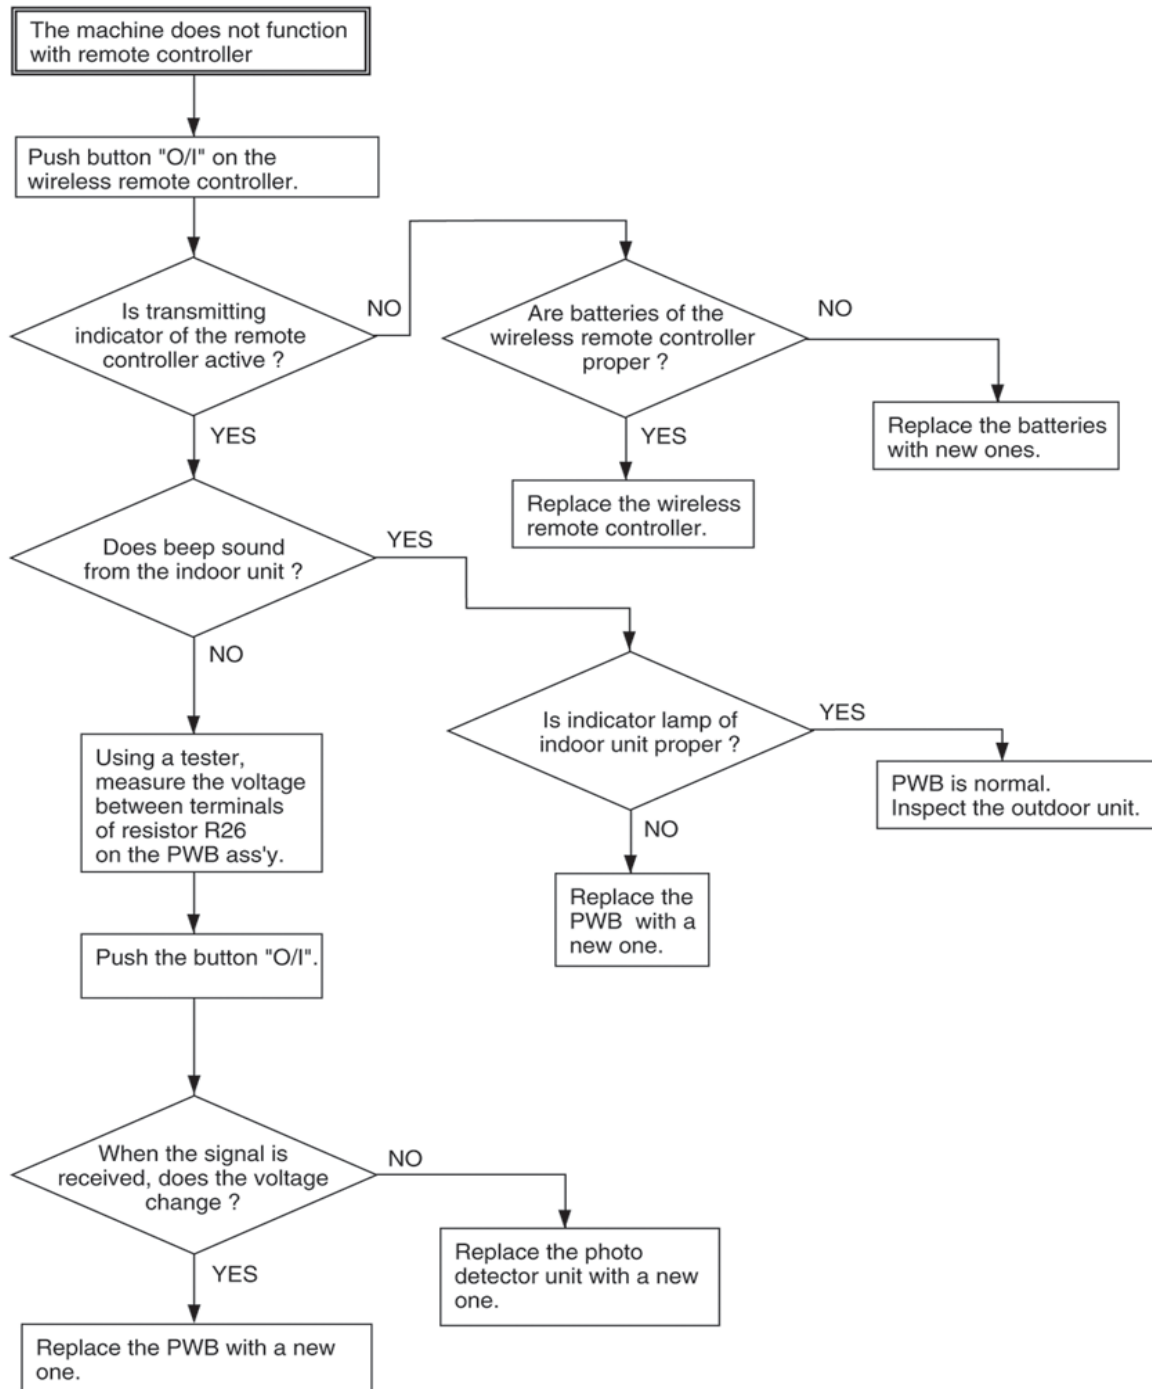 The machine does not function
with remote controller
Push button "O/I" on the
wireless remote controller.
Is transmitting
indicator of the remote
controller active ?
NO
Are batteries of the
wireless remote controller
proper ?
NO
Replace the batteries
with new ones.
YES
Replace the wireless
remote controller.
YES
Does beep sound
from the indoor unit ?
YES
Is indicator lamp of
indoor unit proper ?
YES
PWB is normal.
Inspect the outdoor unit.
NO
Replace the
PWB with a
new one.
NO
Using a tester,
measure the voltage
between terminals
of resistor R26
on the PWB ass'y.
Push the button "O/I".
When the signal is
received, does the voltage
change ?
NO
Replace the photo
detector unit with a new
one.
YES
Replace the PWB with a new
one.